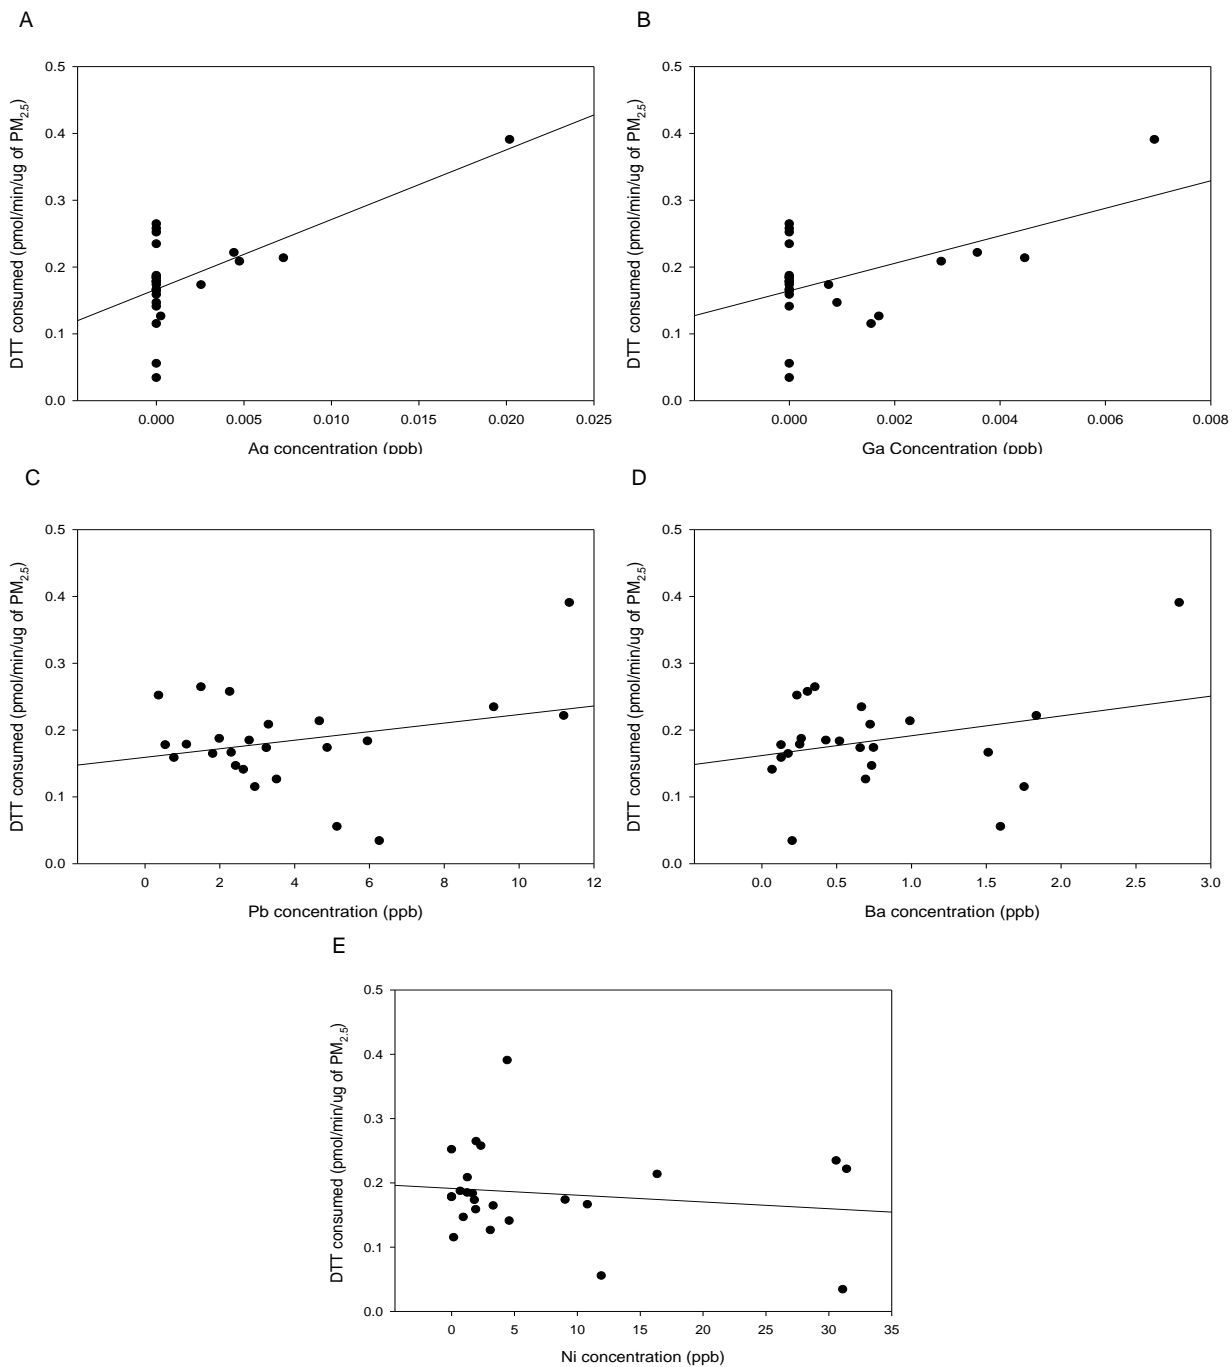 A
B
0.5
0.4
0.3
0.2
0.1
0.0
DTT consumed (pmol/min/ug of PM2.5)
0.000 0.005 0.010 0.015 0.020 0.025
Ag concentration (ppb)
0.5
0.4
0.3
0.2
0.1
0.0
DTT consumed (pmol/min/ug of PM2.5)
0.000 0.002 0.004 0.006 0.008
Ga Concentration (ppb)
C
D
0.5
0.4
0.3
0.2
0.1
0.0
DTT consumed (pmol/min/ug of PM2.5)
0 2 4 6 8 10 12
Pb concentration (ppb)
0.5
0.4
0.3
0.2
0.1
0.0
DTT consumed (pmol/min/ug of PM2.5)
0.0 0.5 1.0 1.5 2.0 2.5 3.0
Ba concentration (ppb)
E
0.5
0.4
0.3
0.2
0.1
0.0
DTT consumed (pmol/min/ug of PM2.5)
0 5 10 15 20 25 30 35
Ni concentration (ppb)